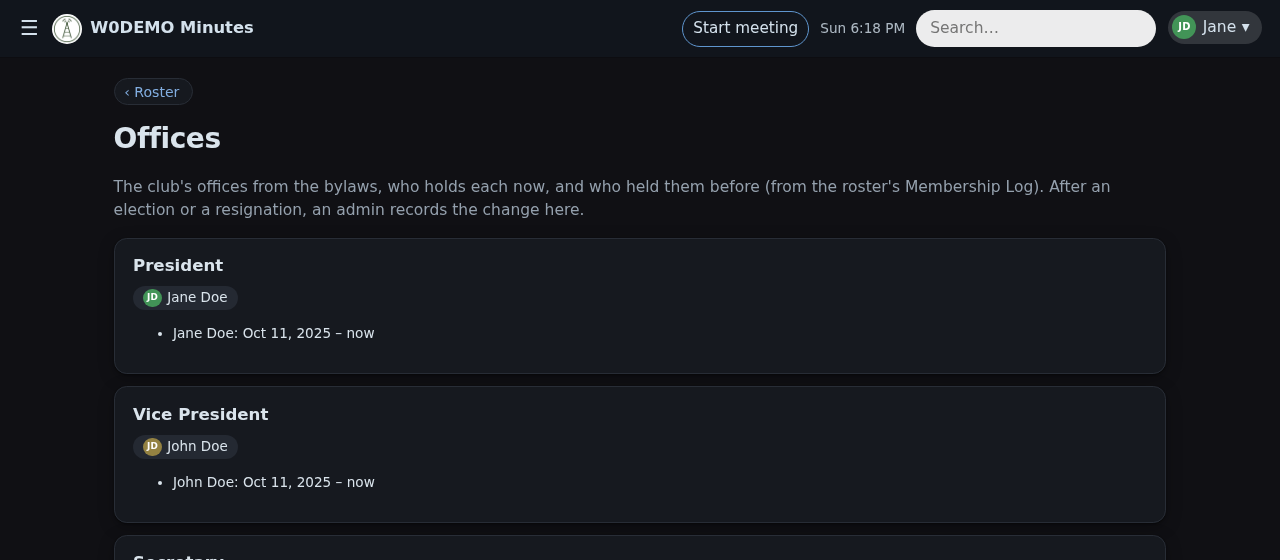 ☰ W0DEMO Minutes Start meeting Sun 6:18 PM Search... JD Jane ▾
‹ Roster
Offices
The club's offices from the bylaws, who holds each now, and who held them before (from the roster's Membership Log). After an
election or a resignation, an admin records the change here.
President
JD Jane Doe
• Jane Doe: Oct 11, 2025 – now
Vice President
JD John Doe
• John Doe: Oct 11, 2025 – now
Secretary